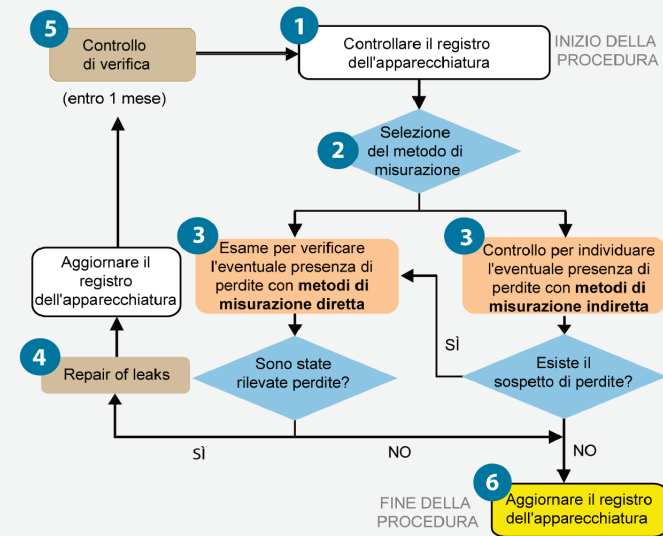 5
Controllo
di verifica
(entro 1 mese)
1
Controllare il registro
dell'apparecchiatura
INIZIO DELLA
PROCEDURA
2
Selezione
del metodo di
misurazione
3
Esame per verificare
l'eventuale presenza di
perdite con metodi di
misurazione diretta
3
Controllo per individuare
l'eventuale presenza di
perdite con metodi di
misurazione indiretta
Aggiornare il
registro
dell'apparecchiatura
4
Repair of leaks
Sono state
rilevate perdite?
SÌ
Esiste il
sospetto di perdite?
SÌ
NO
NO
6
Aggiornare il registro
dell'apparecchiatura
FINE DELLA
PROCEDURA